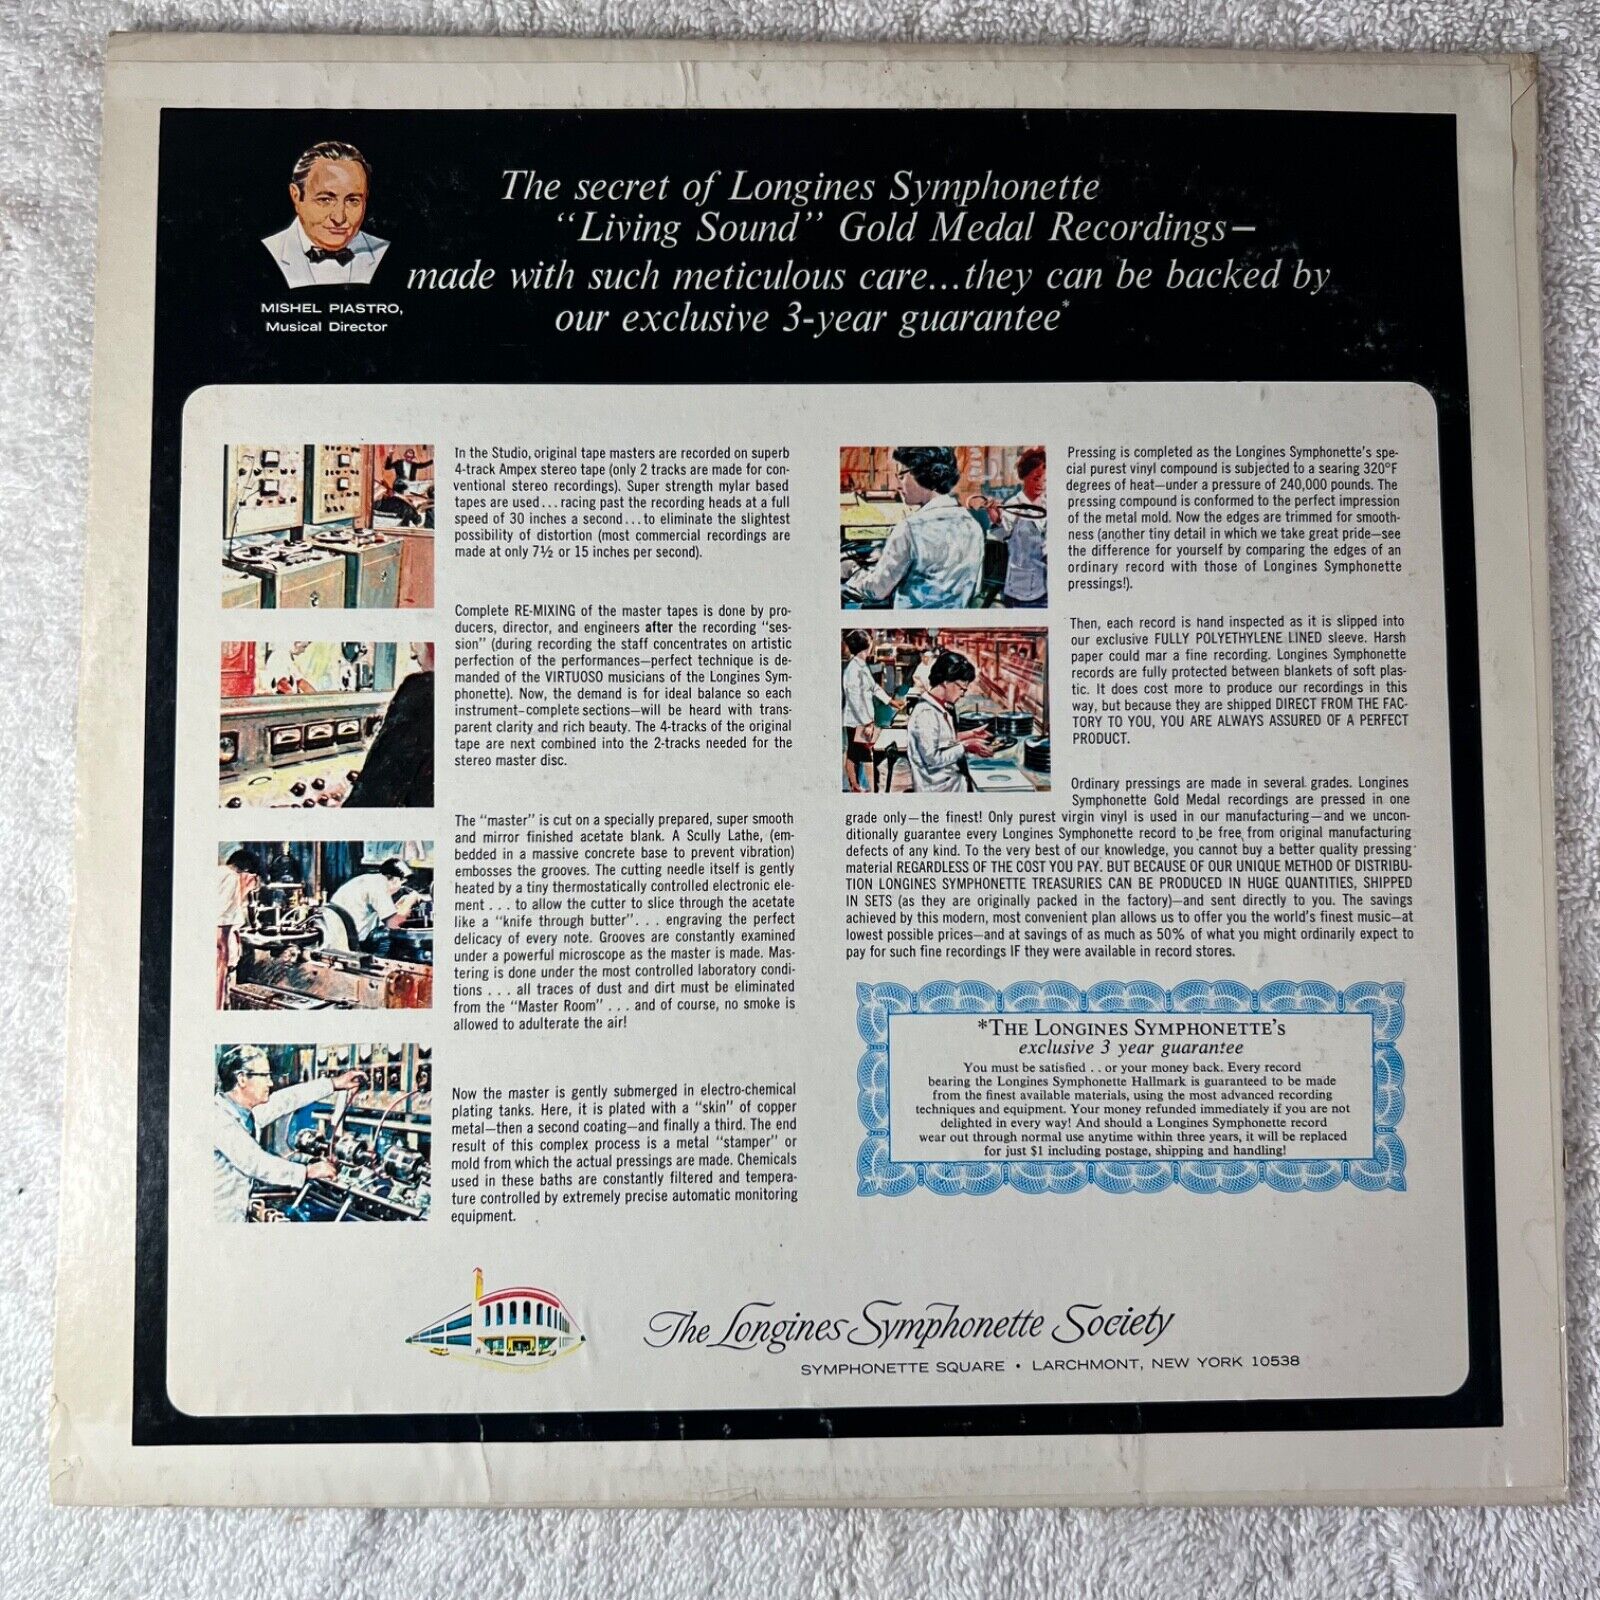 The secret of Longines Symphonette
“Living Sound” Gold Medal Recordings—
made with such meticulous care...they can be backed by
our exclusive 3-year guarantee*
MISHEL PIASTRO,
Musical Director
In the Studio, original tape masters are recorded on superb
4-track Ampex stereo tape (only 2 tracks are made for con-
ventional stereo recordings). Super strength mylar based
tapes are used...racing past the recording heads at a full
speed of 30 inches a second...to eliminate the slightest
possibility of distortion (most commercial recordings are
made at only 7½ or 15 inches per second).
Complete RE-MIXING of the master tapes is done by pro-
ducers, director, and engineers after the recording “ses-
sion” (during recording the staff concentrates on artistic
perfection of the performances—perfect technique is de-
manded of the VIRTUOSO musicians of the Longines Sym-
phonette). Now, the demand is for ideal balance so each
instrument-complete sections—will be heard with trans-
parent clarity and rich beauty. The 4-tracks of the original
tape are next combined into the 2-tracks needed for the
stereo master disc.
The “master” is cut on a specially prepared, super smooth
and mirror finished acetate blank. A Scully Lathe, (em-
bedded in a massive concrete base to prevent vibration)
embosses the grooves. The cutting needle itself is gently
heated by a tiny thermostatically controlled electronic ele-
ment . . . to allow the cutter to slice through the acetate
like a “knife through butter”. . . engraving the perfect
delicacy of every note. Grooves are constantly examined
under a powerful microscope as the master is made. Mas-
tering is done under the most controlled laboratory condi-
tions . . . all traces of dust and dirt must be eliminated
from the “Master Room” . . . and of course, no smoke is
allowed to adulterate the air!
Now the master is gently submerged in electro-chemical
plating tanks. Here, it is plated with a “skin” of copper
metal—then a second coating—and finally a third. The end
result of this complex process is a metal “stamper” or
mold from which the actual pressings are made. Chemicals
used in these baths are constantly filtered and tempera-
ture controlled by extremely precise automatic monitoring
equipment.
Pressing is completed as the Longines Symphonette’s spe-
cial purest vinyl compound is subjected to a searing 320°F
degrees of heat—under a pressure of 240,000 pounds. The
pressing compound is conformed to the perfect impression
of the metal mold. Now the edges are trimmed for smooth-
ness (another tiny detail in which we take great pride—see
the difference for yourself by comparing the edges of an
ordinary record with those of Longines Symphonette
pressings!).
Then, each record is hand inspected as it is slipped into
our exclusive FULLY POLYETHYLENE LINED sleeve. Harsh
paper could mar a fine recording. Longines Symphonette
records are fully protected between blankets of soft plas-
tic. It does cost more to produce our recordings in this
way, but because they are shipped DIRECT FROM THE FAC-
TORY TO YOU, YOU ARE ALWAYS ASSURED OF A PERFECT
PRODUCT.
Ordinary pressings are made in several grades. Longines
Symphonette Gold Medal recordings are pressed in one
grade only—the finest! Only purest virgin vinyl is used in our manufacturing—and we uncon-
ditionally guarantee every Longines Symphonette record to be free from original manufacturing
defects of any kind. To the very best of our knowledge, you cannot buy a better quality pressing
material REGARDLESS OF THE COST YOU PAY. BUT BECAUSE OF OUR UNIQUE METHOD OF DISTRIBU-
TION LONGINES SYMPHONETTE TREASURIES CAN BE PRODUCED IN HUGE QUANTITIES, SHIPPED
IN SETS (as they are originally packed in the factory)—and sent directly to you. The savings
achieved by this modern, most convenient plan allows us to offer you the world’s finest music—at
lowest possible prices—and at savings of as much as 50% of what you might ordinarily expect to
pay for such fine recordings IF they were available in record stores.
*THE LONGINES SYMPHONETTE’S
exclusive 3 year guarantee
You must be satisfied . . or your money back. Every record
bearing the Longines Symphonette Hallmark is guaranteed to be made
from the finest available materials, using the most advanced recording
techniques and equipment. Your money refunded immediately if you are not
delighted in every way! And should a Longines Symphonette record
wear out through normal use anytime within three years, it will be replaced
for just $1 including postage, shipping and handling!
The Longines Symphonette Society
SYMPHONETTE SQUARE • LARCHMONT, NEW YORK 10538